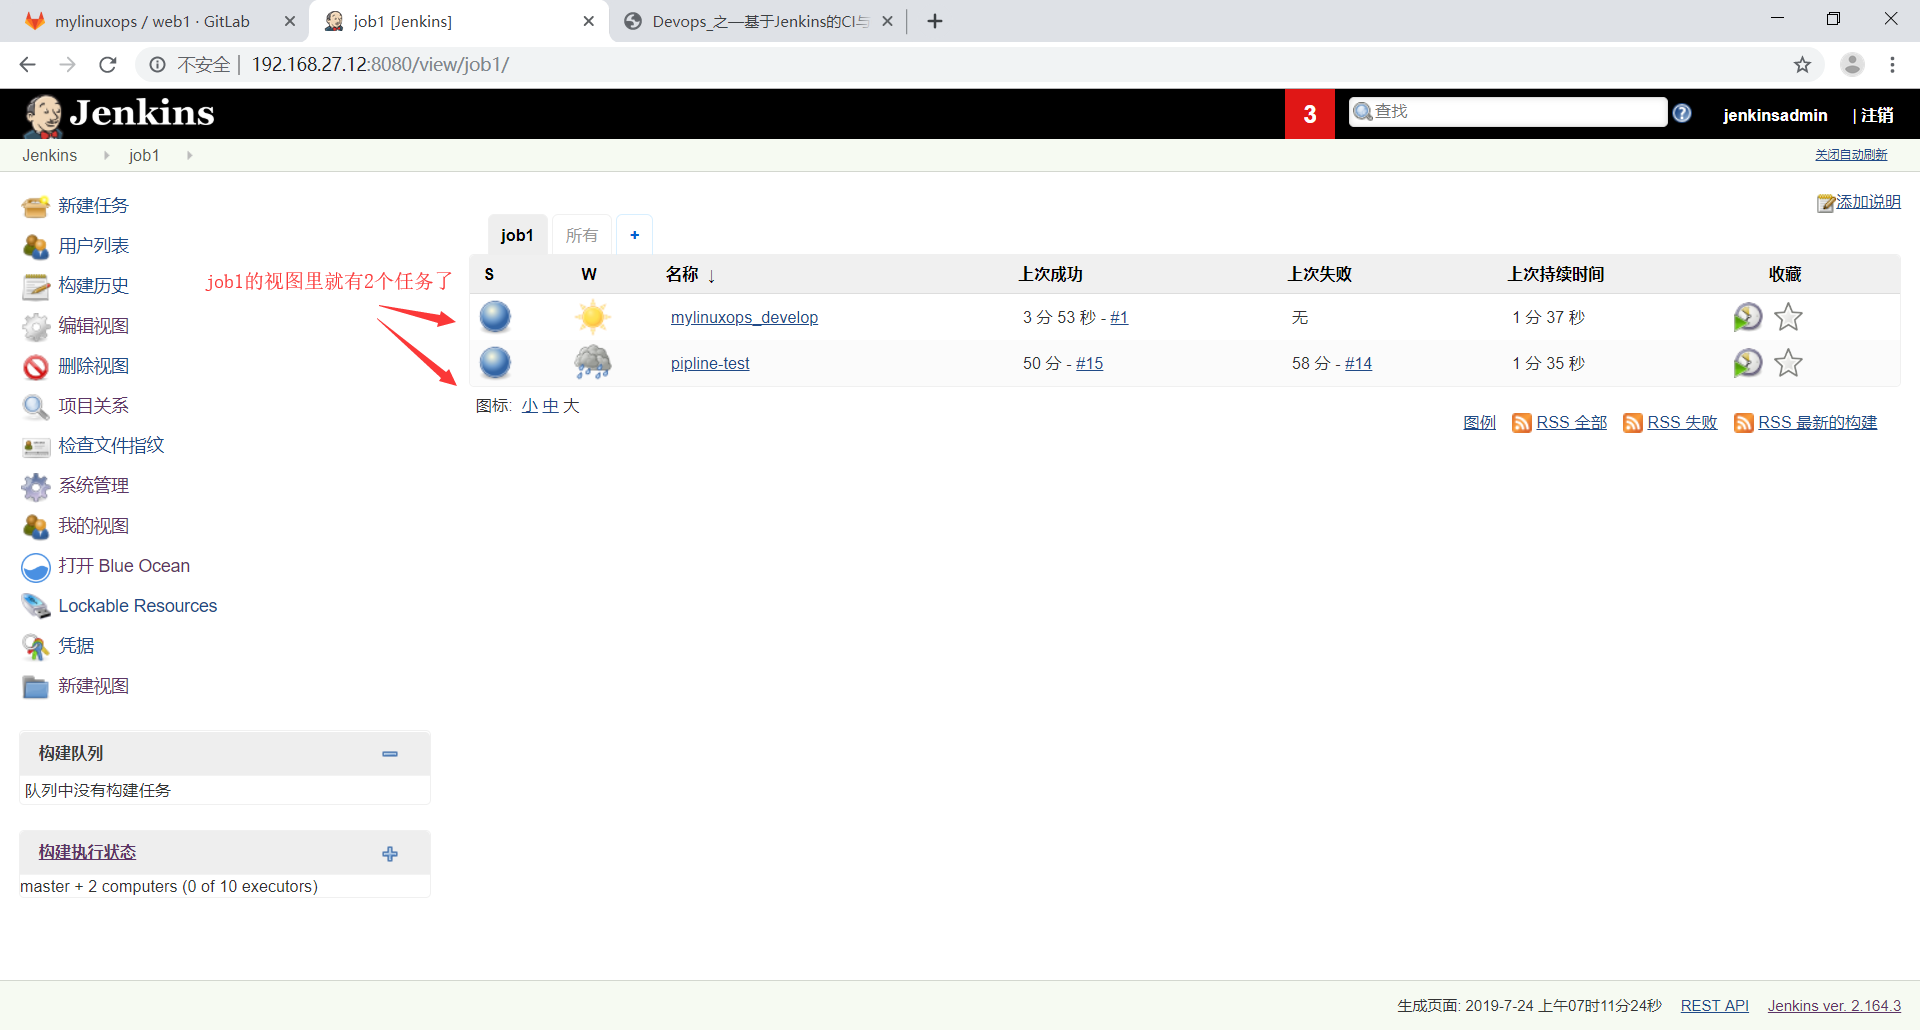 mylinuxops / web1 · GitLab
job1 [Jenkins]
Devops_之一基于Jenkins的CI与
不安全 | 192.168.27.12:8080/view/job1/
Jenkins
3
查找
jenkinsadmin
| 注销
Jenkins
job1
关闭自动刷新
新建任务
用户列表
构建历史
编辑视图
删除视图
项目关系
检查文件指纹
系统管理
我的视图
打开 Blue Ocean
Lockable Resources
凭据
新建视图
构建队列
队列中没有构建任务
构建执行状态
master + 2 computers (0 of 10 executors)
添加说明
job1
所有
+
job1的视图里就有2个任务了
S W 名称 ↓ 上次成功 上次失败 上次持续时间 收藏
mylinuxops_develop 3 分 53 秒 - #1 无 1 分 37 秒
pipline-test 50 分 - #15 58 分 - #14 1 分 35 秒
图标: 小 中 大
图例 RSS 全部 RSS 失败 RSS 最新的构建
生成页面: 2019-7-24 上午07时11分24秒 REST API Jenkins ver. 2.164.3